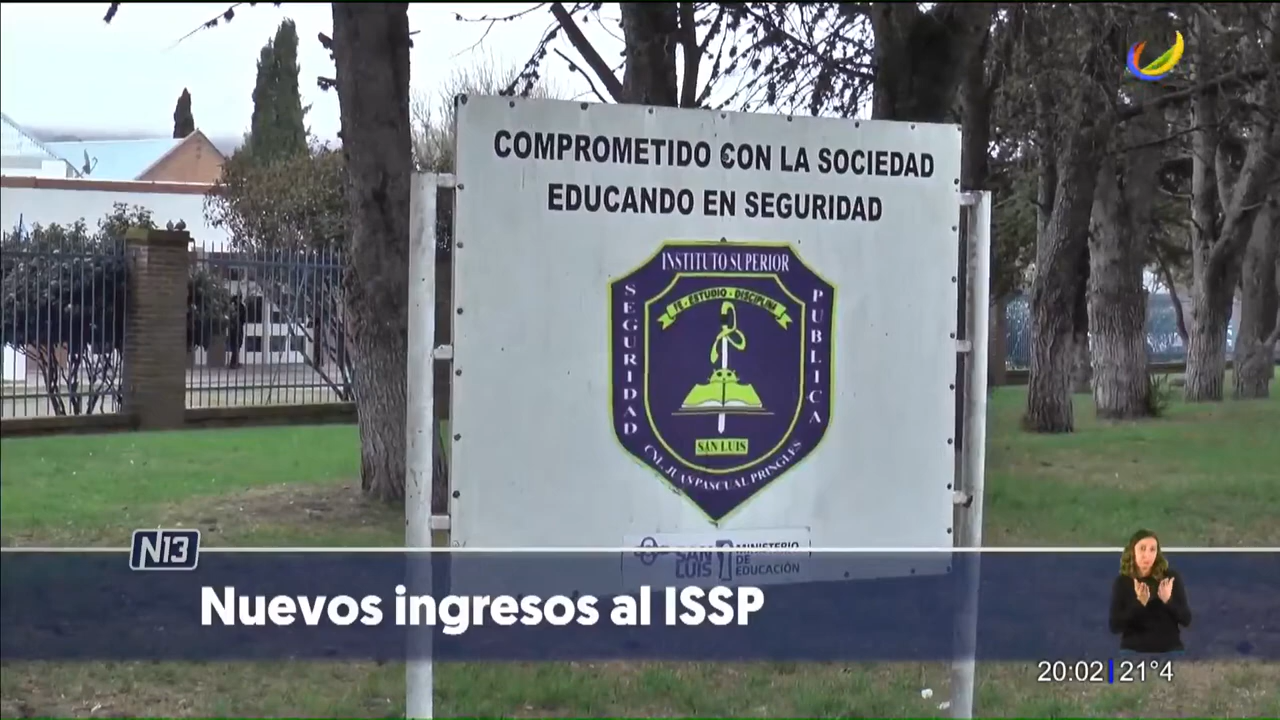 COMPROMETIDO CON LA SOCIEDAD
EDUCANDO EN SEGURIDAD
INSTITUTO SUPERIOR
SEGURIDAD
PUBLICA
FE - ESTUDIO - DISCIPLINA
SAN LUIS
CNL. JUAN PASCUAL PRINGLES
SAN LUIS
MINISTERIO
DE
EDUCACIÓN
N13
Nuevos ingresos al ISSP
20:02 21°4